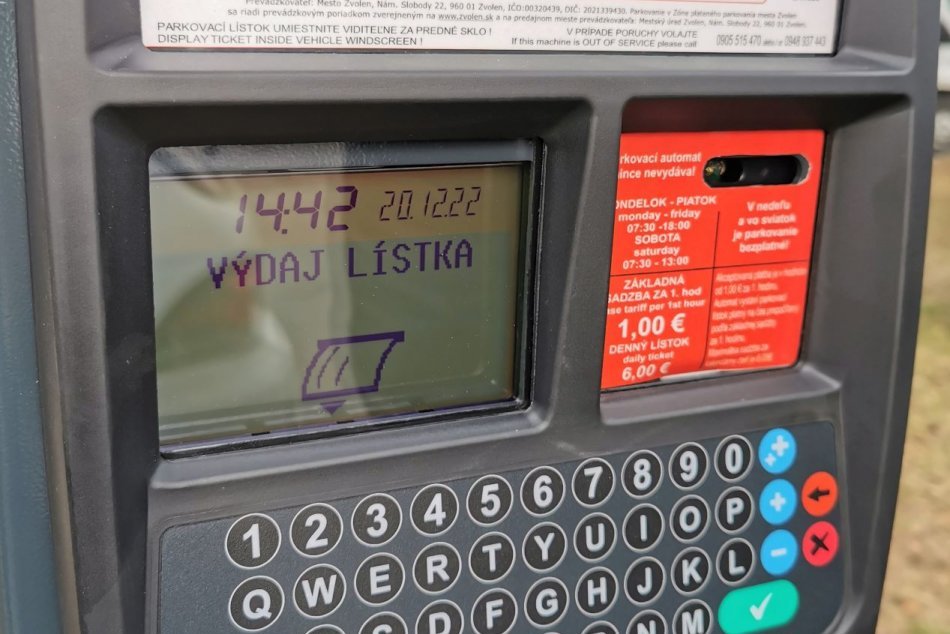 Prevádzkovateľ: Mesto Zvolen, Nám. Slobody 22, 960 01 Zvolen, IČO:00320439, DIČ: 2021339430. Parkovanie v Zóne plateného parkovania mesta Zvolen
sa riadi prevádzkovým poriadkom zverejneným na www.zvolen.sk a na predajnom mieste prevádzkovateľa: Mestský úrad Zvolen, Nám. Slobody 22, 960 01 Zvolen.
PARKOVACÍ LÍSTOK UMIESTNITE VIDITEĽNE ZA PREDNÉ SKLO !
DISPLAY TICKET INSIDE VEHICLE WINDSCREEN !
V PRÍPADE PORUCHY VOLAJTE
If this machine is OUT OF SERVICE please call
0905 515 470 alebo / or 0948 937 443
14:42 20.12.22
VÝDAJ LÍSTKA
rkovací automat
ince nevydáva!
ONDELOK - PIATOK
monday - friday
07:30 -18:00
SOBOTA
saturday
07:30 - 13:00
V nedeľu
a vo sviatok
je parkovanie
bezplatné!
ZÁKLADNÁ
SADZBA ZA 1. hod
se tariff per 1st hour
1,00 €
DENNÝ LÍSTOK
daily ticket
6,00 €
1 2 3 4 5 6 7 8 9 0
Q W E R T Y U I O P
D F G H J K L
N M